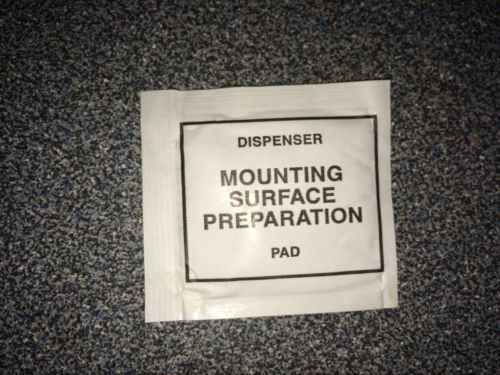 DISPENSER
MOUNTING
SURFACE
PREPARATION
PAD